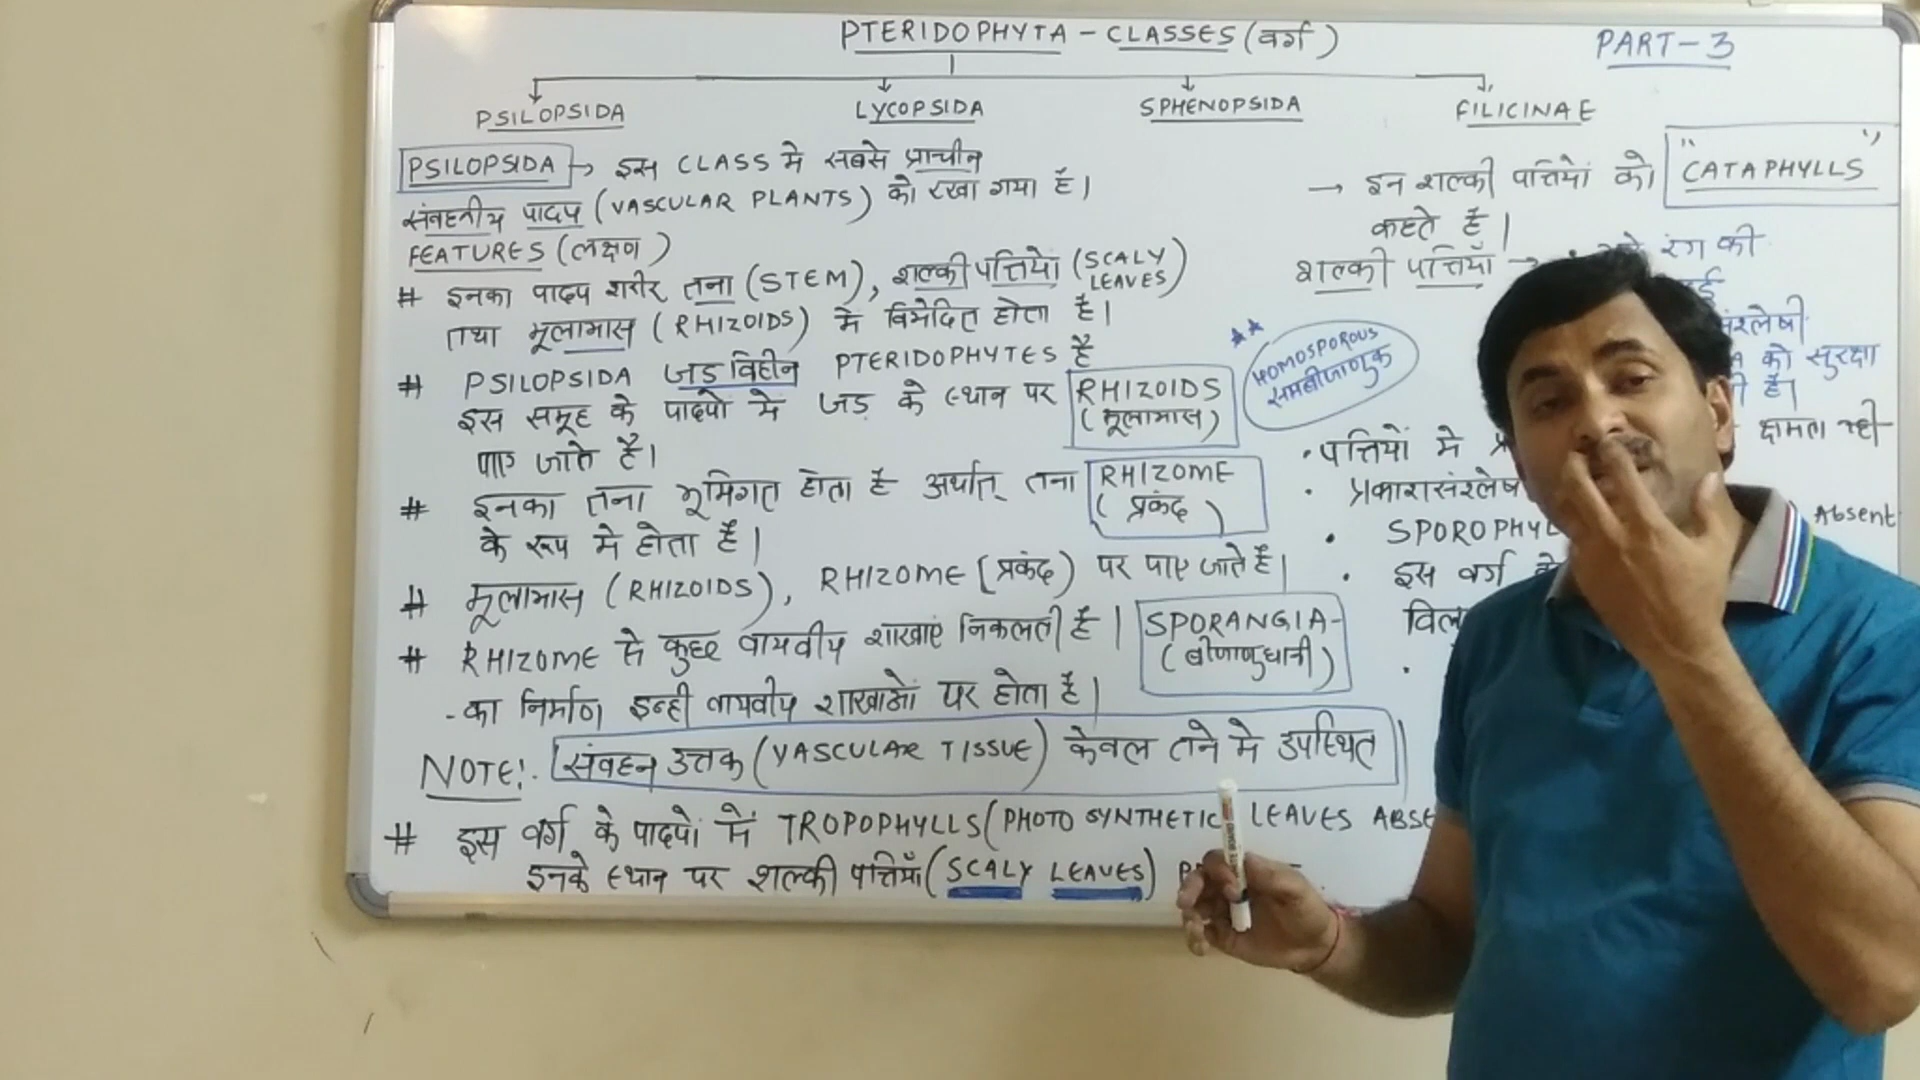 PTERIDOPHYTA - CLASSES (वर्ग)
PART-3
PSILOPSIDA LYCOPSIDA SPHENOPSIDA FILICINAE
PSILOPSIDA → इस CLASS मे सबसे प्राचीन
संवहनीय पादप (VASCULAR PLANTS) को रखा गया है।
FEATURES (लक्षण)
# इनका पादप शरीर तना (STEM), शल्की पत्तियों (SCALY LEAVES)
तथा मूलाभास (RHIZOIDS) मे विभेदित होता है।
# PSILOPSIDA जड़ विहीन PTERIDOPHYTES है
इस समूह के पादपो मे जड़ के स्थान पर RHIZOIDS
(मूलाभास)
पाए जाते है।
# इनका तना भूमिगत होता है अर्थात् तना RHIZOME
(प्रकंद)
के रूप मे होता है।
# मूलाभास (RHIZOIDS), RHIZOME (प्रकंद) पर पाए जाते है।
# RHIZOME से कुछ वायवीय शाखाएं निकलती है। SPORANGIA-
(बीजाणुधानी)
-का निर्माण इन्ही वायवीय शाखाओं पर होता है।
NOTE!. संवहन उत्तक (VASCULAR TISSUE) केवल तने मे उपस्थित
# इस वर्ग के पादपों में TROPOPHYLLS (PHOTO SYNTHETIC LEAVES ABSE
इनके स्थान पर शल्की पत्तियाँ (SCALY LEAVES)
→ इन शल्की पत्तियों को "CATAPHYLLS"
कहते है।
शल्की पत्तियाँ → रंग की
को सुरक्षा
है।
HOMOSPOROUS
समबीजाणुक
• पत्तियों मे क्षमता नही
• प्रकाशसंश्लेष
• SPOROPHYL Absent
• इस वर्ग के